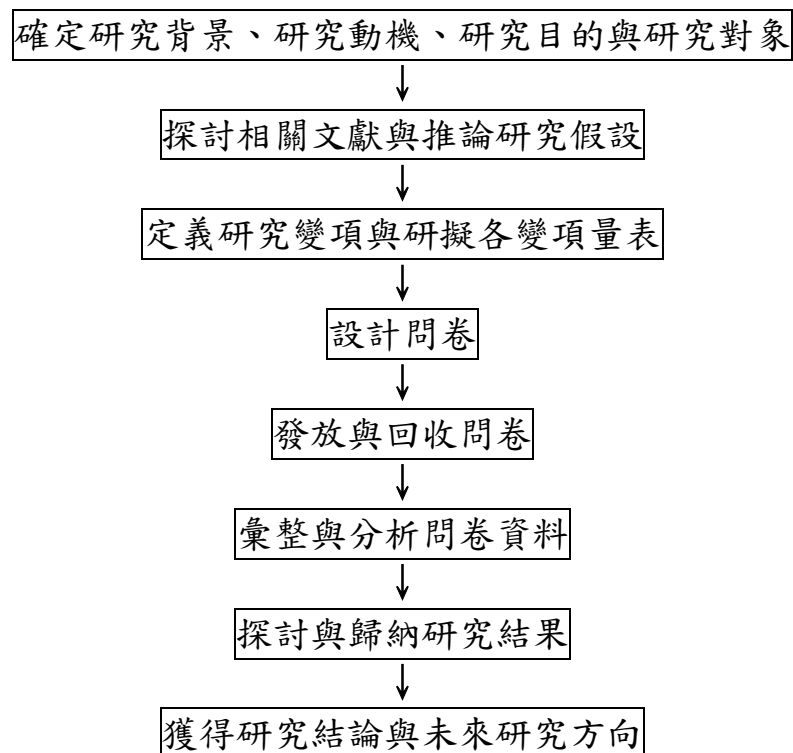 確定研究背景、研究動機、研究目的與研究對象
探討相關文獻與推論研究假設
定義研究變項與研擬各變項量表
設計問卷
發放與回收問卷
彙整與分析問卷資料
探討與歸納研究結果
獲得研究結論與未來研究方向